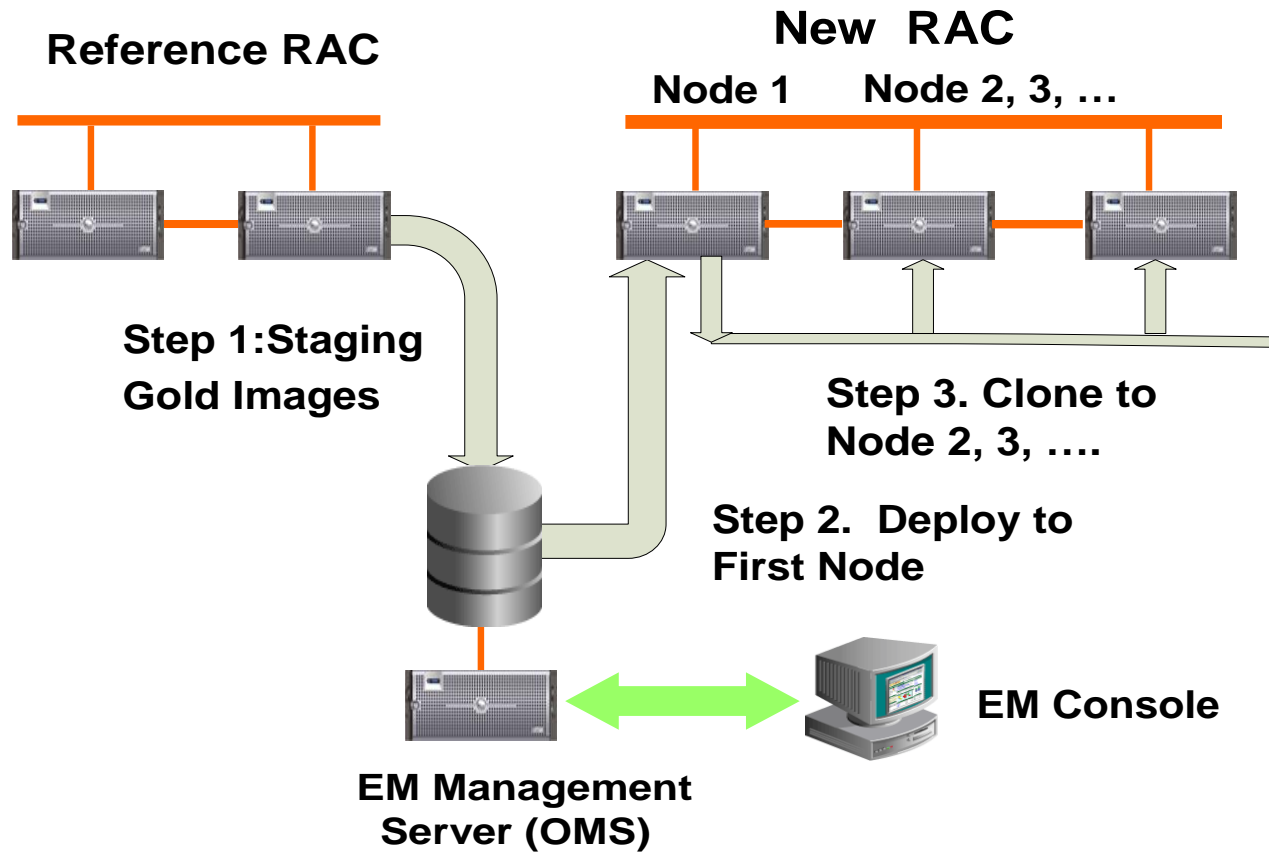 Reference RAC
New RAC
Node 1
Node 2, 3, …
Step 1:Staging
Gold Images
Step 3. Clone to
Node 2, 3, ….
Step 2. Deploy to
First Node
EM Console
EM Management
Server (OMS)